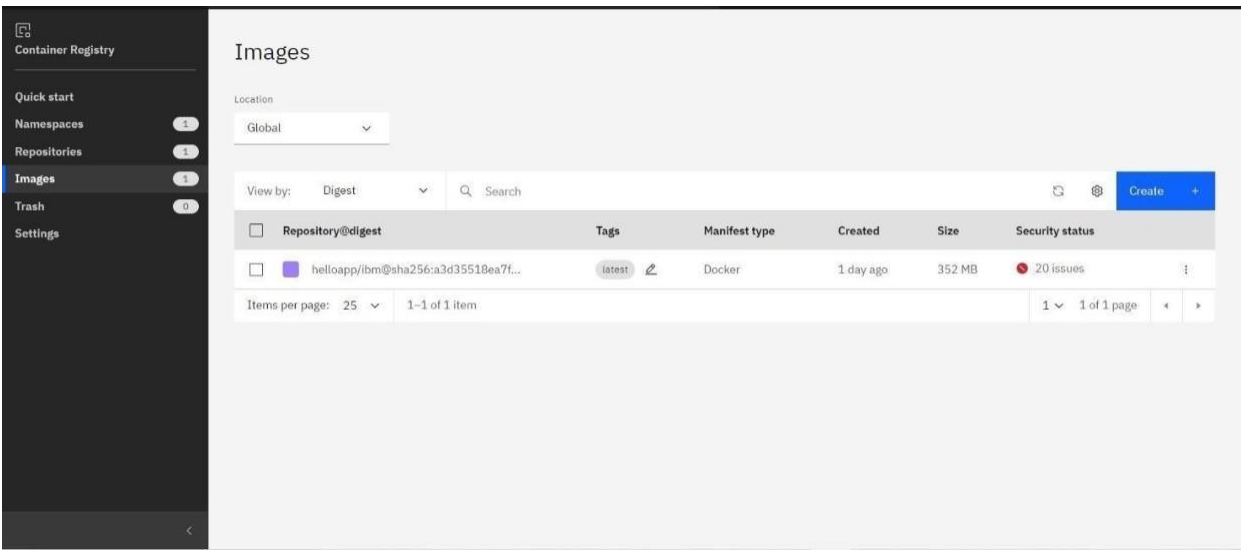 Container Registry
Quick start
Namespaces 1
Repositories 1
Images 1
Trash 0
Settings
Images
Location
Global
View by: Digest Search Create +
Repository@digest Tags Manifest type Created Size Security status
helloapp/ibm@sha256:a3d35518ea7f... latest Docker 1 day ago 352 MB 20 issues
Items per page: 25 1–1 of 1 item 1 1 of 1 page